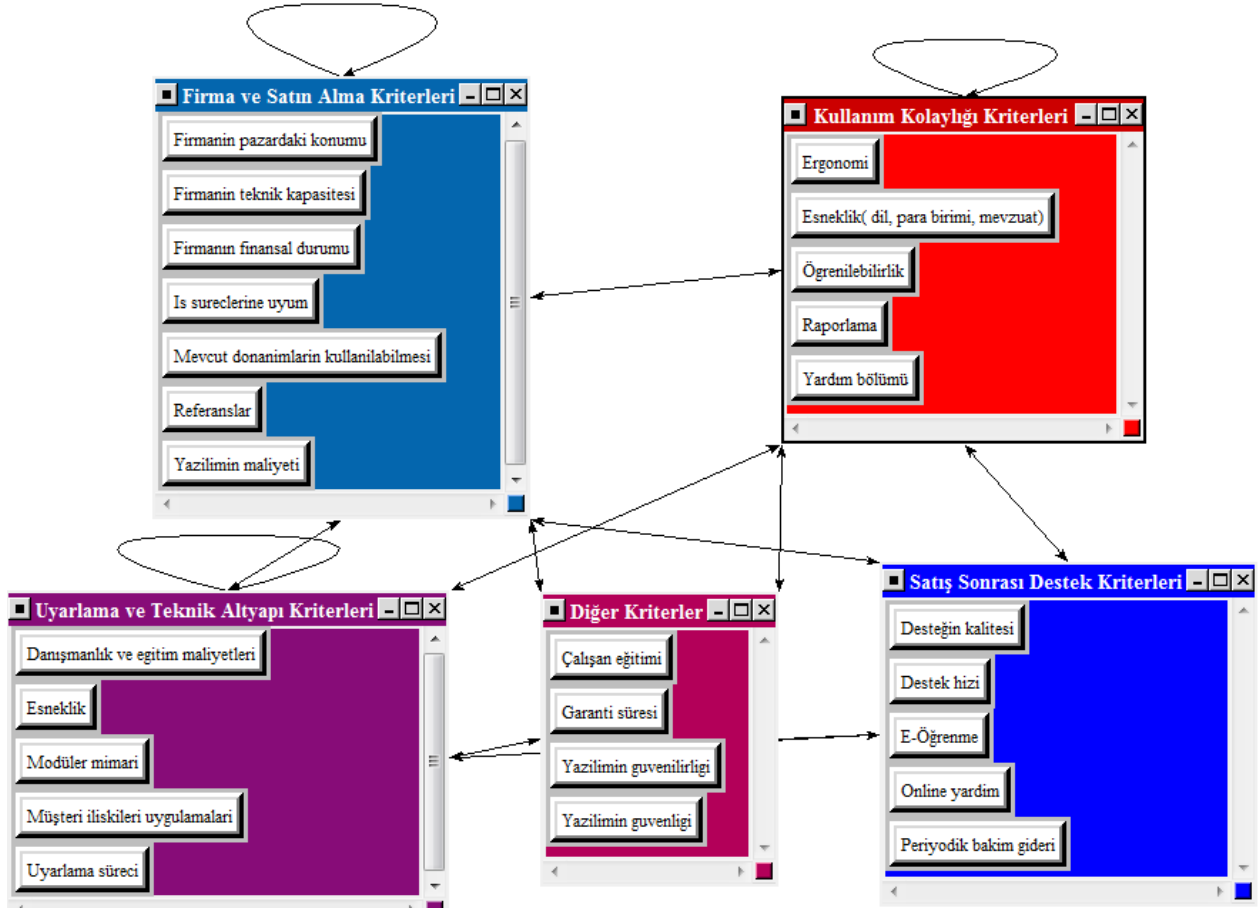 Firma ve Satın Alma Kriterleri
Firmanin pazardaki konumu
Firmanin teknik kapasitesi
Firmanın finansal durumu
Is sureclerine uyum
Mevcut donanimlarin kullanilabilmesi
Referanslar
Yazilimin maliyeti
Kullanım Kolaylığı Kriterleri
Ergonomi
Esneklik( dil, para birimi, mevzuat)
Ögrenilebilirlik
Raporlama
Yardım bölümü
Uyarlama ve Teknik Altyapı Kriterleri
Danışmanlık ve egitim maliyetleri
Esneklik
Modüler mimari
Müşteri iliskileri uygulamalari
Uyarlama süreci
Diğer Kriterler
Çalışan eğitimi
Garanti süresi
Yazilimin guvenilirligi
Yazilimin guvenligi
Satış Sonrası Destek Kriterleri
Desteğin kalitesi
Destek hizi
E-Öğrenme
Online yardim
Periyodik bakim gideri